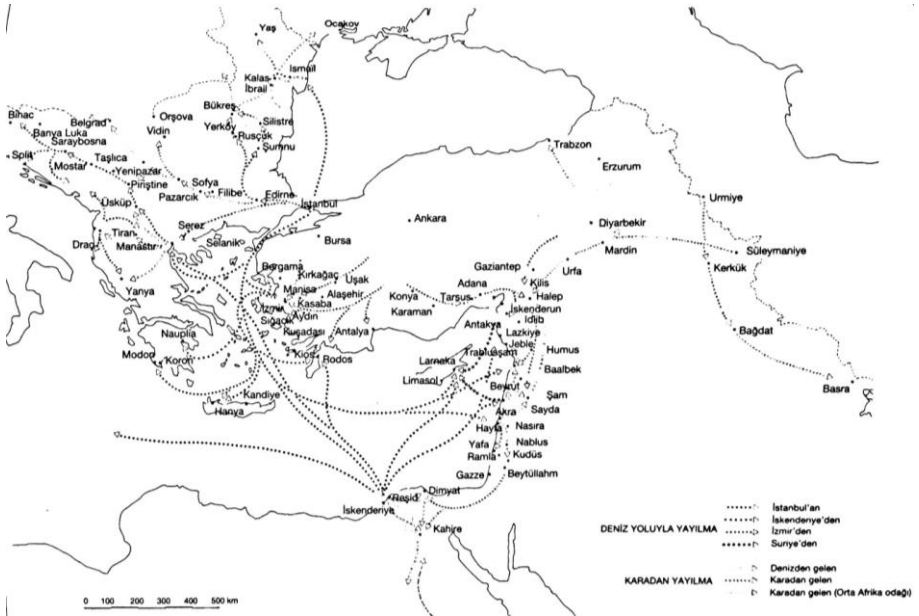 Yaş
Ocakov
İsmail
Kalas
İbrail
Bükreş
Orşova
Silistre
Bihac
Belgrad
Yerköy
Banya Luka
Vidin
Rusçuk
Saraybosna
Şumnu
Split
Taşlıca
Trabzon
Mostar
Yenipazar
Erzurum
Piriştine
Sofya
Urmiye
Pazarcık
Filibe
Edirne
Üsküp
İstanbul
Ankara
Diyarbekir
Tiran
Serez
Mardin
Süleymaniye
Draç
Manastır
Selanik
Bursa
Kerkük
Bergama
Gaziantep
Urfa
Kırkağaç
Uşak
Adana
Kilis
Yanya
Manisa
Alaşehir
Konya
Tarsus
Halep
İzmir
Kasaba
Karaman
İskenderun
Sığacık
Aydın
İdlib
Nauplia
Kuşadası
Antalya
Antakya
Lazkiye
Bağdat
Modon
Koron
Kios
Rodos
Jeble
Humus
Larnaka
Trabluşşam
Baalbek
Limasol
Beyrut
Basra
Kandiye
Şam
Hanya
Akra
Sayda
Hayfa
Nasıra
Yafa
Nablus
Ramla
Kudüs
Gazze
Beytüllahm
Reşid
Dimyat
İskenderiye
Kahire
DENİZ YOLUYLA YAYILMA
İstanbul'an
İskenderiye'den
İzmir'den
Suriye'den
KARADAN YAYILMA
Denizden gelen
Karadan gelen
Karadan gelen (Orta Afrika odağı)
0 100 200 300 400 500 km